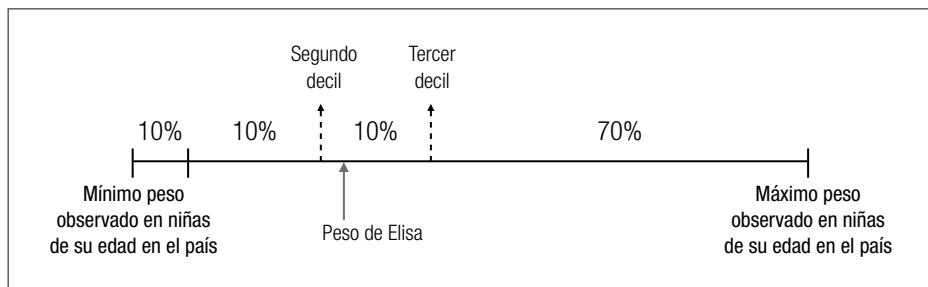 Segundo
decil
Tercer
decil
10%
10%
10%
70%
Mínimo peso
observado en niñas
de su edad en el país
Peso de Elisa
Máximo peso
observado en niñas
de su edad en el país